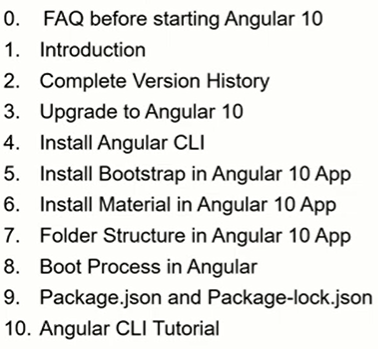 0. FAQ before starting Angular 10
1. Introduction
2. Complete Version History
3. Upgrade to Angular 10
4. Install Angular CLI
5. Install Bootstrap in Angular 10 App
6. Install Material in Angular 10 App
7. Folder Structure in Angular 10 App
8. Boot Process in Angular
9. Package.json and Package-lock.json
10. Angular CLI Tutorial